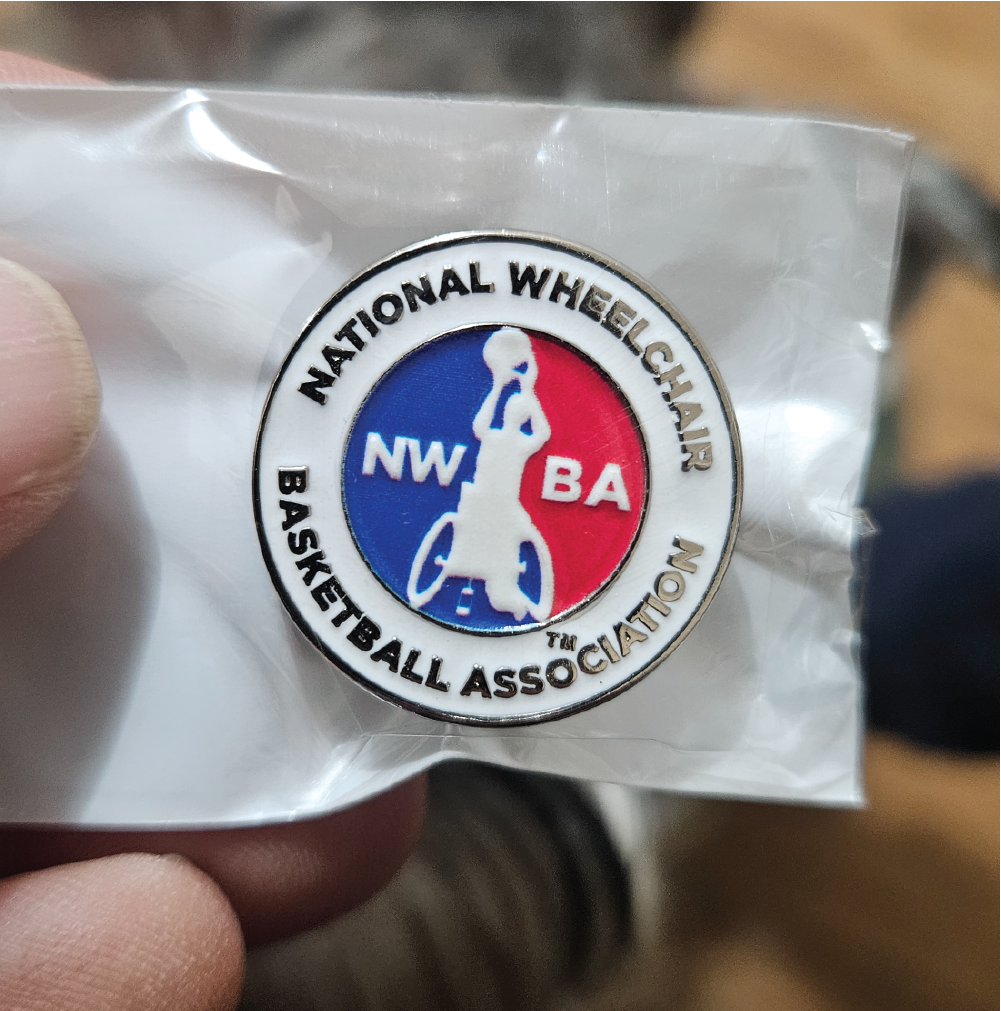 NATIONAL WHEELCHAIR
NW BA
BASKETBALL ASSOCIATION
TM